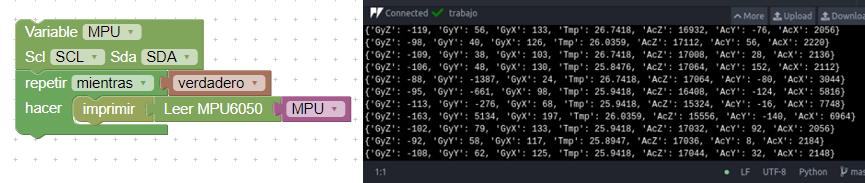 Variable MPU
Scl SCL Sda SDA
repetir mientras verdadero
hacer imprimir Leer MPU6050 MPU
Connected trabajo
More Upload Downloa
{'GyZ': -119, 'GyY': 56, 'GyX': 133, 'Tmp': 26.7418, 'AcZ': 16932, 'AcY': -76, 'AcX': 2056}
{'GyZ': -98, 'GyY': 40, 'GyX': 126, 'Tmp': 26.0359, 'AcZ': 17112, 'AcY': 56, 'AcX': 2220}
{'GyZ': -109, 'GyY': 38, 'GyX': 103, 'Tmp': 26.7418, 'AcZ': 17008, 'AcY': 28, 'AcX': 2136}
{'GyZ': -106, 'GyY': 48, 'GyX': 130, 'Tmp': 25.8476, 'AcZ': 17064, 'AcY': 152, 'AcX': 2112}
{'GyZ': -88, 'GyY': -1387, 'GyX': 24, 'Tmp': 26.7418, 'AcZ': 17064, 'AcY': -80, 'AcX': 3044}
{'GyZ': -95, 'GyY': -661, 'GyX': 98, 'Tmp': 25.9418, 'AcZ': 16408, 'AcY': -124, 'AcX': 5816}
{'GyZ': -113, 'GyY': -276, 'GyX': 68, 'Tmp': 25.9418, 'AcZ': 15324, 'AcY': -16, 'AcX': 7748}
{'GyZ': -163, 'GyY': 5134, 'GyX': 197, 'Tmp': 26.0359, 'AcZ': 15556, 'AcY': -140, 'AcX': 6964}
{'GyZ': -102, 'GyY': 79, 'GyX': 133, 'Tmp': 25.9418, 'AcZ': 17032, 'AcY': 92, 'AcX': 2056}
{'GyZ': -92, 'GyY': 58, 'GyX': 117, 'Tmp': 25.8947, 'AcZ': 17036, 'AcY': 8, 'AcX': 2184}
{'GyZ': -108, 'GyY': 62, 'GyX': 125, 'Tmp': 25.9418, 'AcZ': 17044, 'AcY': 32, 'AcX': 2148}
1:1 LF UTF-8 Python ma